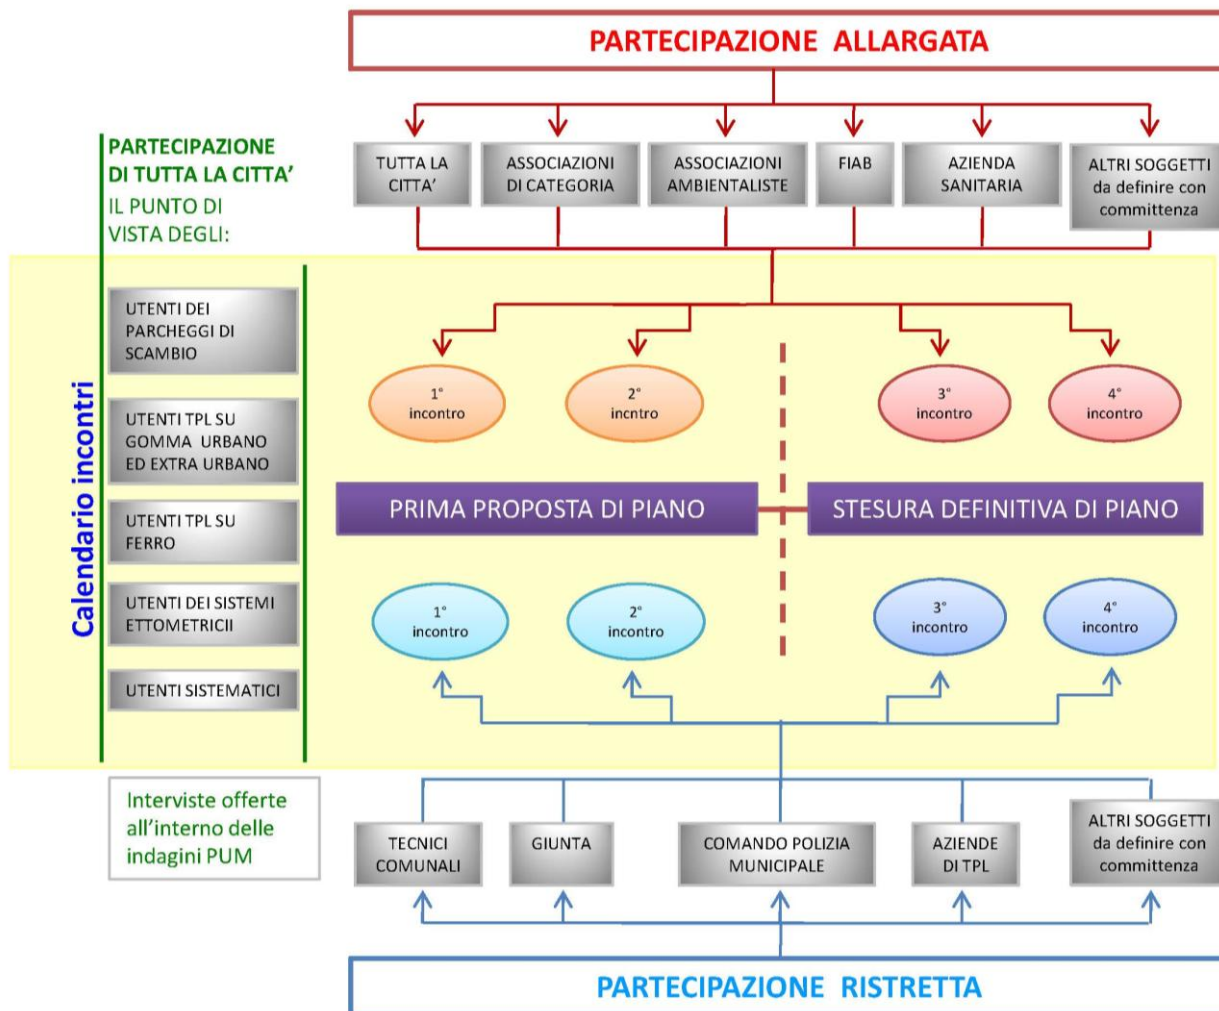 PARTECIPAZIONE ALLARGATA
TUTTA LA
CITTA'
ASSOCIAZIONI
DI CATEGORIA
ASSOCIAZIONI
AMBIENTALISTE
FIAB
AZIENDA
SANITARIA
ALTRI SOGGETTI
da definire con
committenza
PARTECIPAZIONE
DI TUTTA LA CITTA'
IL PUNTO DI
VISTA DEGLI:
Calendario incontri
UTENTI DEI
PARCHEGGI DI
SCAMBIO
UTENTI TPL SU
GOMMA URBANO
ED EXTRA URBANO
UTENTI TPL SU
FERRO
UTENTI DEI SISTEMI
ETTOMETRICII
UTENTI SISTEMATICI
1°
incontro
2°
incntro
3°
incontro
4°
incontro
PRIMA PROPOSTA DI PIANO
STESURA DEFINITIVA DI PIANO
1°
incontro
2°
incontro
3°
incontro
4°
incontro
Interviste offerte
all'interno delle
indagini PUM
TECNICI
COMUNALI
GIUNTA
COMANDO POLIZIA
MUNICIPALE
AZIENDE
DI TPL
ALTRI SOGGETTI
da definire con
committenza
PARTECIPAZIONE RISTRETTA